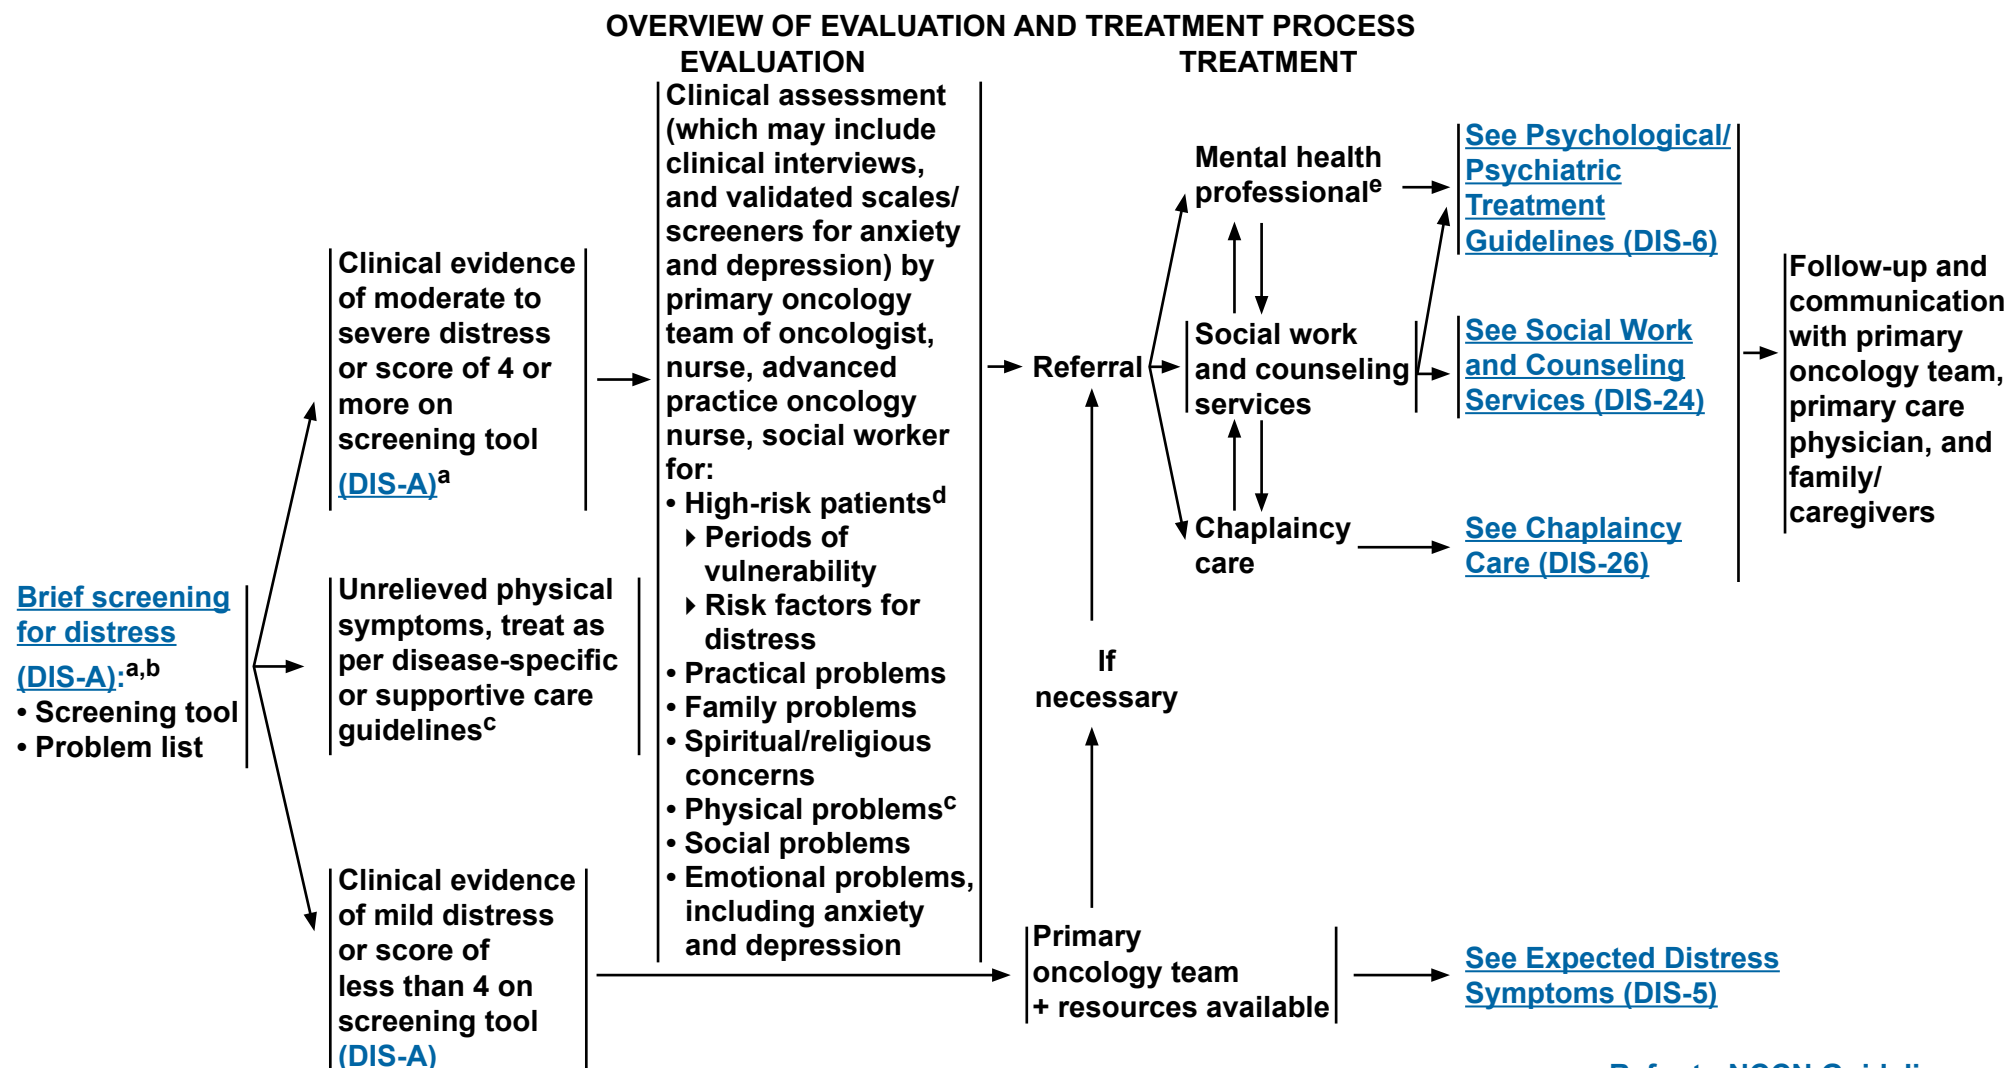 OVERVIEW OF EVALUATION AND TREATMENT PROCESS
EVALUATION
TREATMENT
Brief screening
for distress
(DIS-A):a,b
• Screening tool
• Problem list
Clinical evidence
of moderate to
severe distress
or score of 4 or
more on
screening tool
(DIS-A)a
Unrelieved physical
symptoms, treat as
per disease-specific
or supportive care
guidelinesc
Clinical evidence
of mild distress
or score of
less than 4 on
screening tool
(DIS-A)
Clinical assessment
(which may include
clinical interviews,
and validated scales/
screeners for anxiety
and depression) by
primary oncology
team of oncologist,
nurse, advanced
practice oncology
nurse, social worker
for:
• High-risk patientsd
Periods of
vulnerability
Risk factors for
distress
• Practical problems
• Family problems
• Spiritual/religious
concerns
• Physical problemsc
• Social problems
• Emotional problems,
including anxiety
and depression
Referral
If
necessary
Primary
oncology team
+ resources available
Mental health
professionale
Social work
and counseling
services
Chaplaincy
care
See Psychological/
Psychiatric
Treatment
Guidelines (DIS-6)
See Social Work
and Counseling
Services (DIS-24)
See Chaplaincy
Care (DIS-26)
See Expected Distress
Symptoms (DIS-5)
Follow-up and
communication
with primary
oncology team,
primary care
physician, and
family/
caregivers